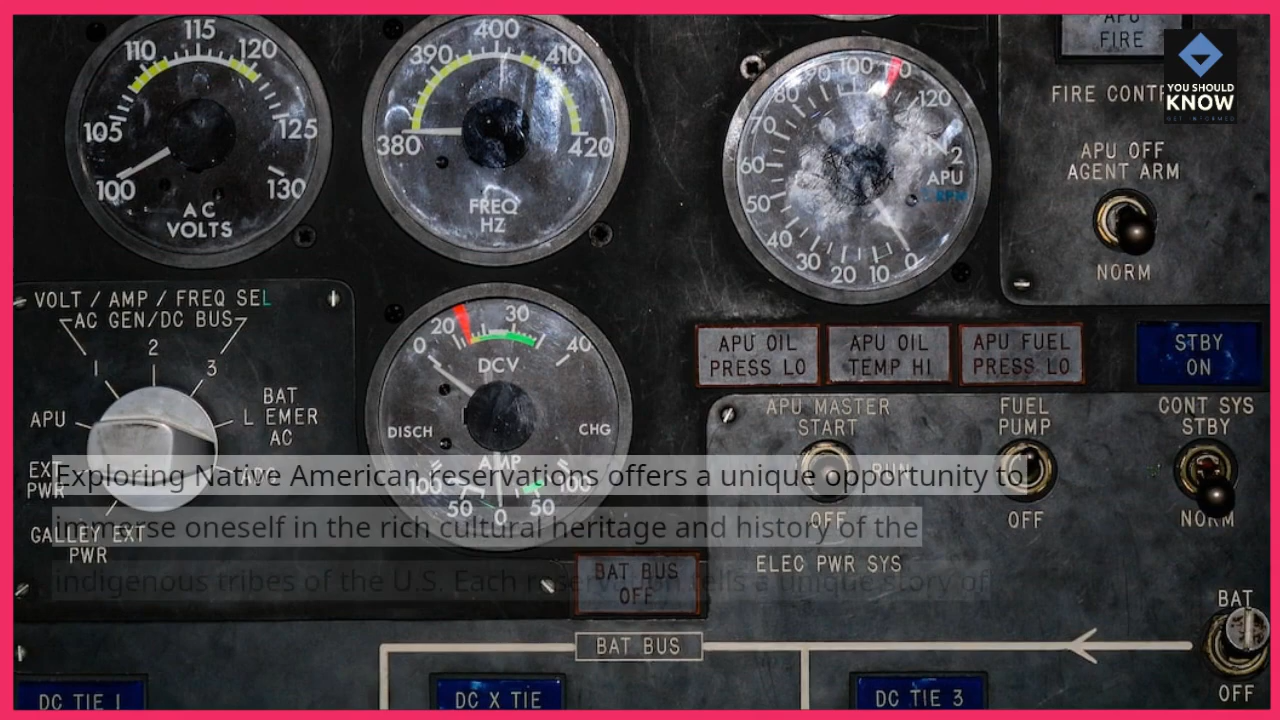 115
110
120
105
125
100
130
AC
VOLTS
400
390
410
380
420
FREQ
HZ
100
90
80
120
70
60
50
40
30
20
10
0
N2
APU
RPM
APU
FIRE
FIRE
YOU SHOULD
KNOW
GET INFORMED
APU OFF
AGENT ARM
NORM
VOLT / AMP / FREQ SEL
AC GEN/DC BUS
1
2
3
APU
BAT
L EMER
AC
EXT
PWR
GALLEY EXT
PWR
20
30
0
40
DCV
DISCH
CHG
AMP
100
50
0
50
100
APU OIL
PRESS LO
APU OIL
TEMP HI
APU FUEL
PRESS LO
STBY
ON
APU MASTER
START
RUN
OFF
FUEL
PUMP
OFF
CONT SYS
STBY
NORM
Exploring Native American reservations offers a unique opportunity to
immerse oneself in the rich cultural heritage and history of the
indigenous tribes of the U.S. Each reservation tells a unique story of
ELEC PWR SYS
BAT BUS
OFF
BAT
OFF
BAT BUS
DC TIE 1
DC X TIE
DC TIE 3